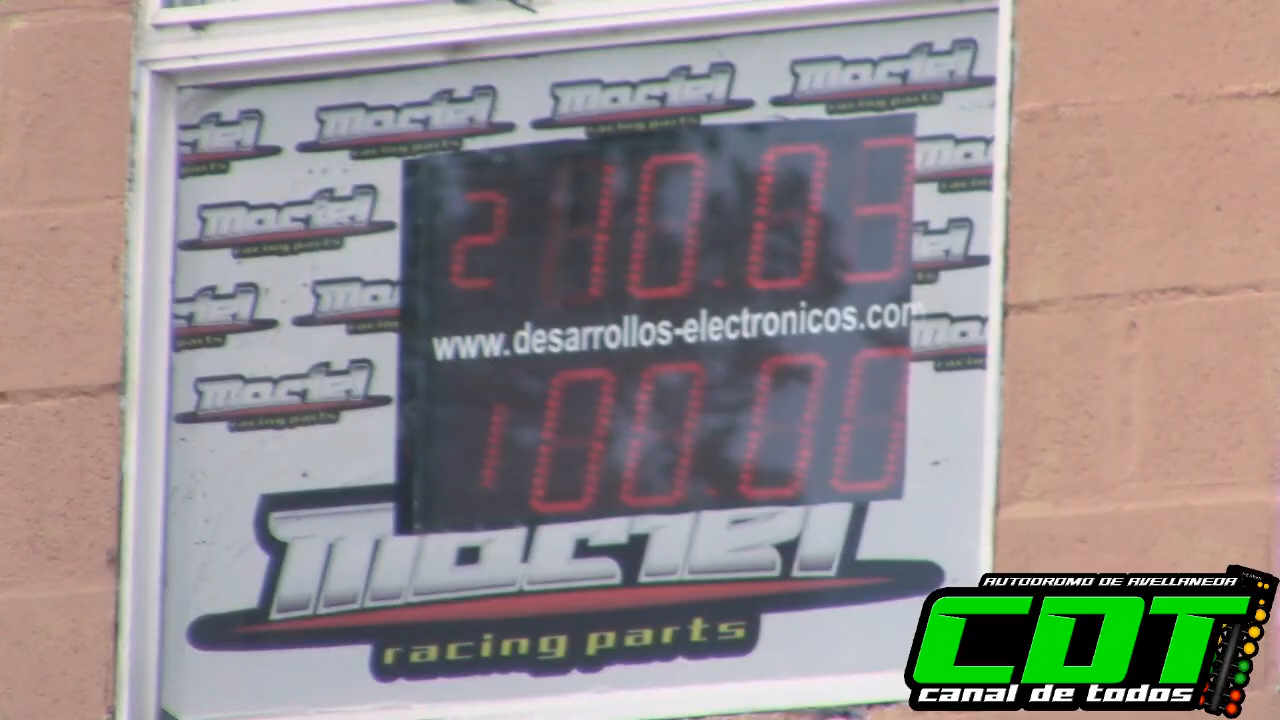 maciel maciel maciel maciel
racing parts racing parts racing parts racing parts
2 10.03
maciel
racing parts
www.desarrollos-electronicos.com
maciel
racing parts
1 00.00
maciel
racing parts
AUTODROMO DE AVELLANEDA
CDT
canal de todos